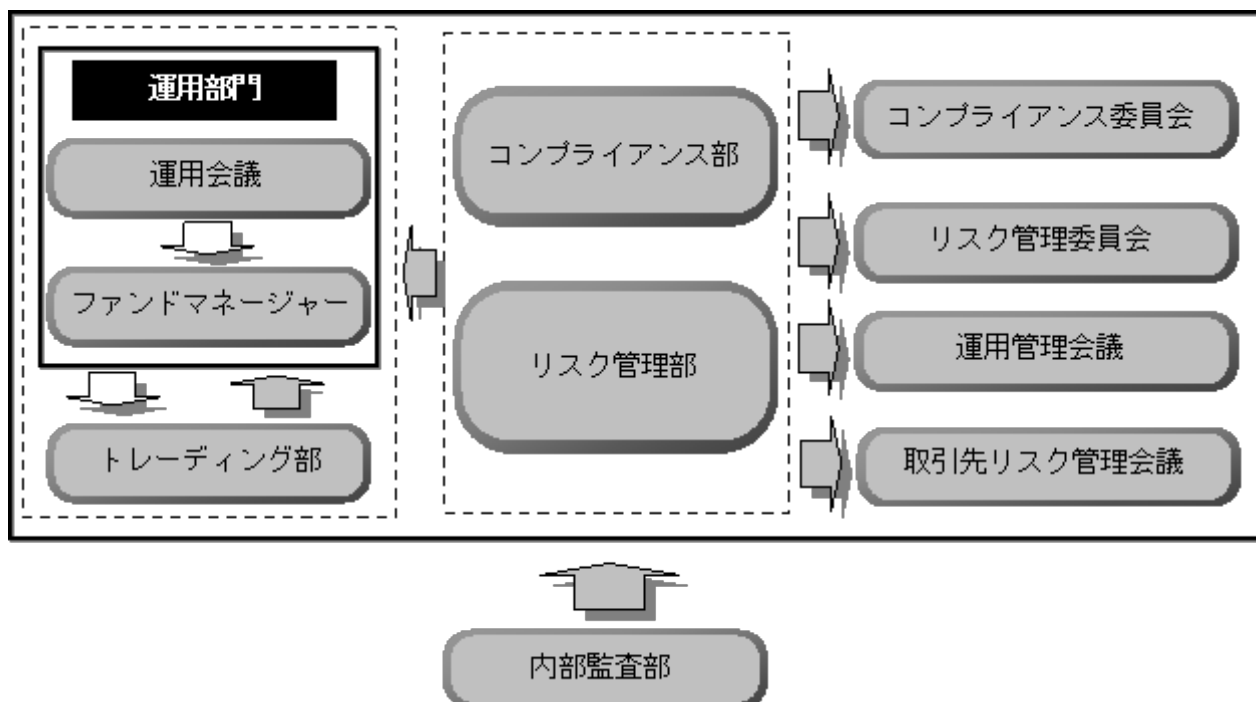 運用部門
運用会議
ファンドマネージャー
トレーディング部
コンプライアンス部
リスク管理部
コンプライアンス委員会
リスク管理委員会
運用管理会議
取引先リスク管理会議
内部監査部